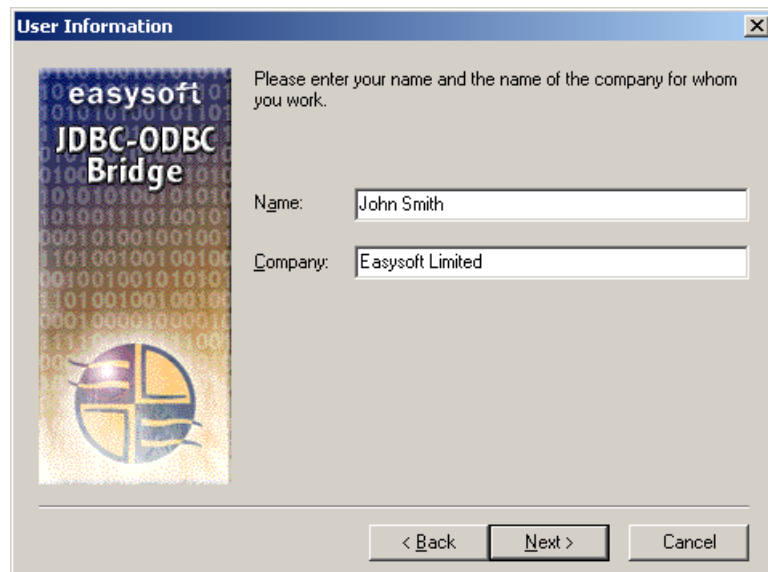 User Information
easysoft
JDBC-ODBC
Bridge
Please enter your name and the name of the company for whom
you work.
Name: John Smith
Company: Easysoft Limited
< Back Next > Cancel